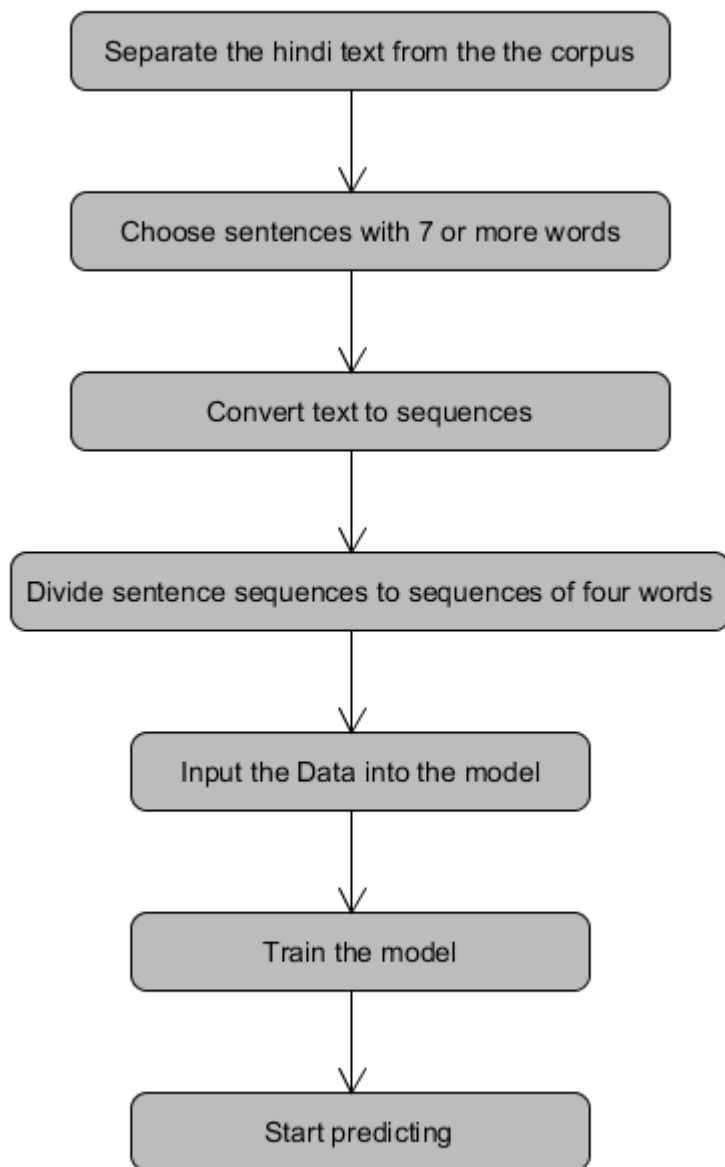 Separate the hindi text from the the corpus
Choose sentences with 7 or more words
Convert text to sequences
Divide sentence sequences to sequences of four words
Input the Data into the model
Train the model
Start predicting